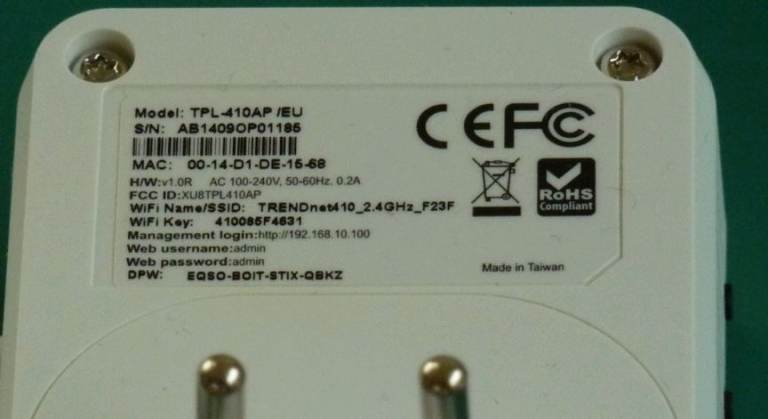 Model: TPL-410AP /EU
S/N: AB1409OP01185
MAC: 00-14-D1-DE-15-68
H/W:v1.0R AC 100-240V, 50-60Hz, 0.2A
FCC ID:XU8TPL410AP
WiFi Name/SSID: TRENDnet410_2.4GHz_F23F
WiFi Key: 410085F4631
Management login:http://192.168.10.100
Web username:admin
Web password:admin
DPW: EQSO-BOIT-STIX-QBKZ
CE FC
RoHS
Compliant
Made in Taiwan